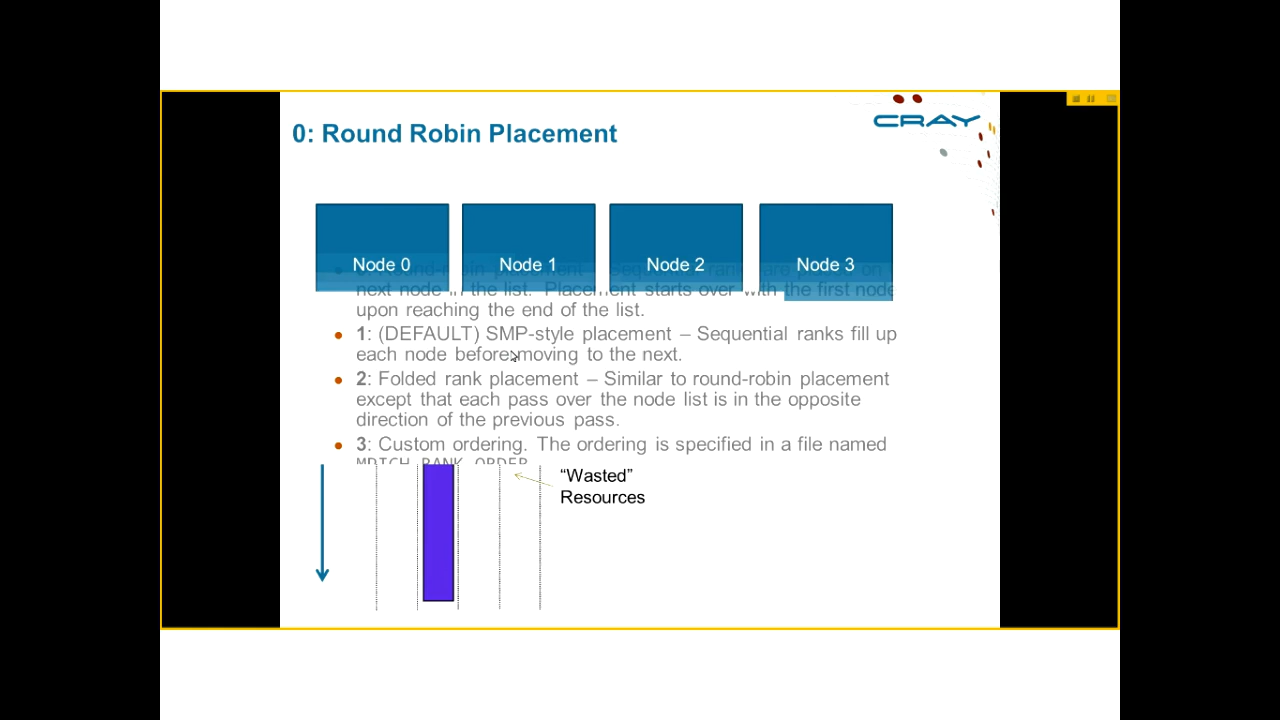 CRAY
0: Round Robin Placement
Node 0 Node 1 Node 2 Node 3
next node in the list. Placement starts over with the first node
upon reaching the end of the list.
1: (DEFAULT) SMP-style placement – Sequential ranks fill up
each node before moving to the next.
2: Folded rank placement – Similar to round-robin placement
except that each pass over the node list is in the opposite
direction of the previous pass.
3: Custom ordering. The ordering is specified in a file named
“Wasted”
Resources